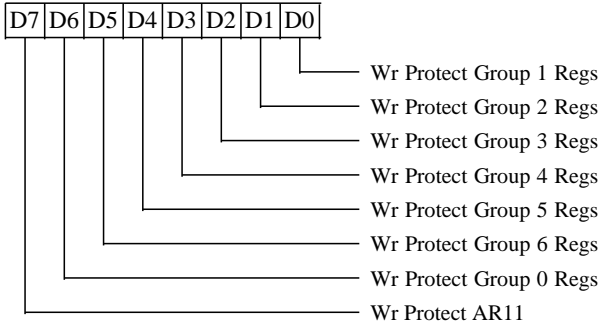 D7 D6 D5 D4 D3 D2 D1 D0
Wr Protect Group 1 Regs
Wr Protect Group 2 Regs
Wr Protect Group 3 Regs
Wr Protect Group 4 Regs
Wr Protect Group 5 Regs
Wr Protect Group 6 Regs
Wr Protect Group 0 Regs
Wr Protect AR11